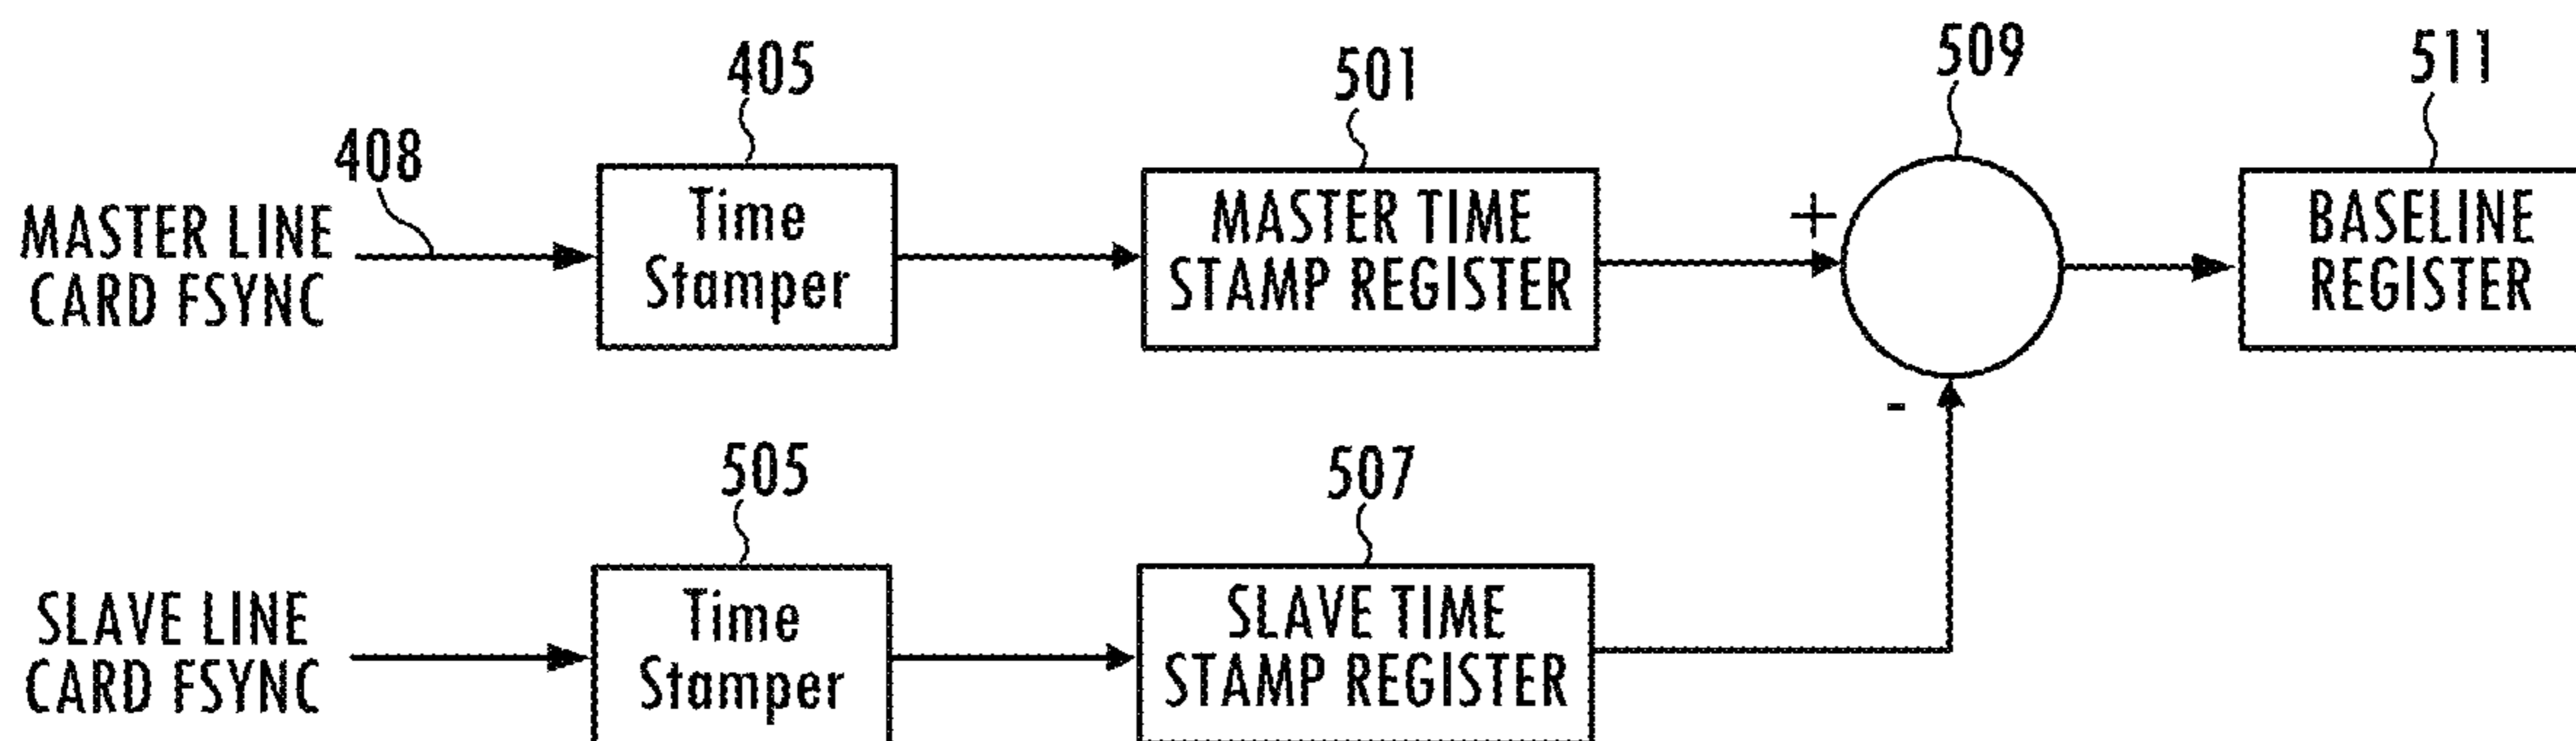 405
408
MASTER LINE
CARD FSYNC
Time
Stamper
501
MASTER TIME
STAMP REGISTER
+
509
511
BASELINE
REGISTER
-
505
SLAVE LINE
CARD FSYNC
Time
Stamper
507
SLAVE TIME
STAMP REGISTER